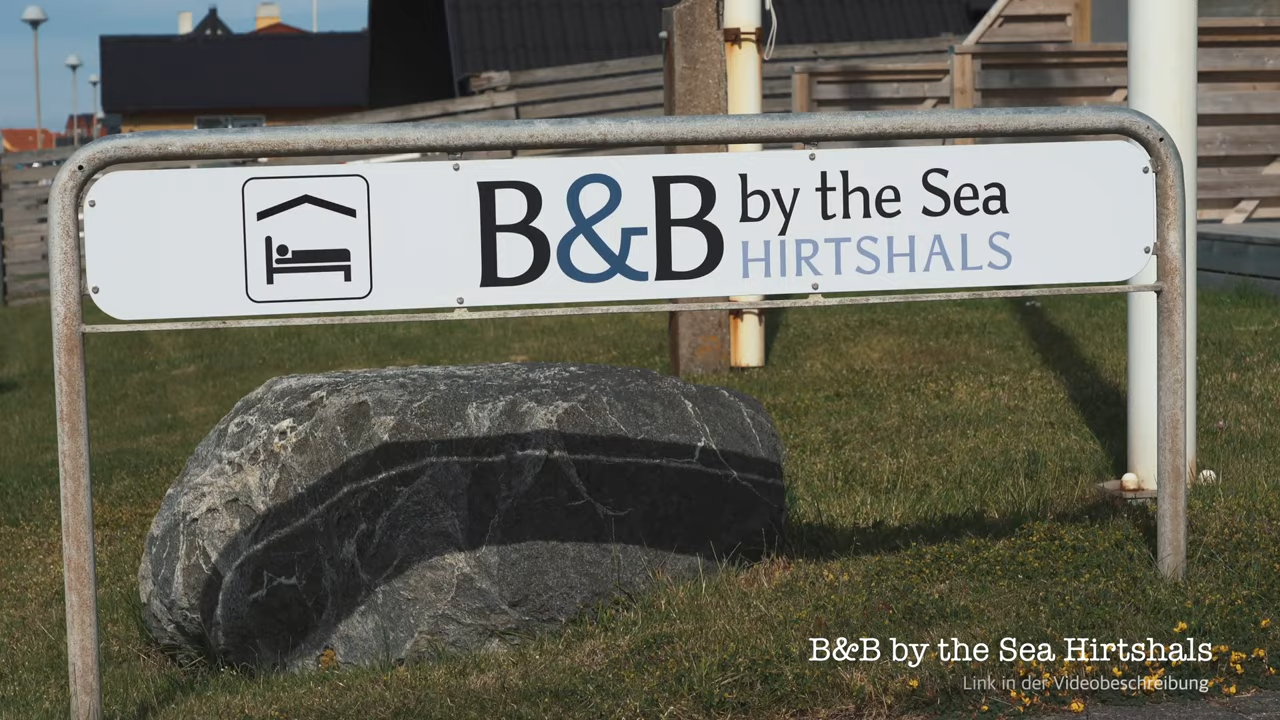 B&B by the Sea
HIRTSHALS
B&B by the Sea Hirtshals
Link in der Videobeschreibung